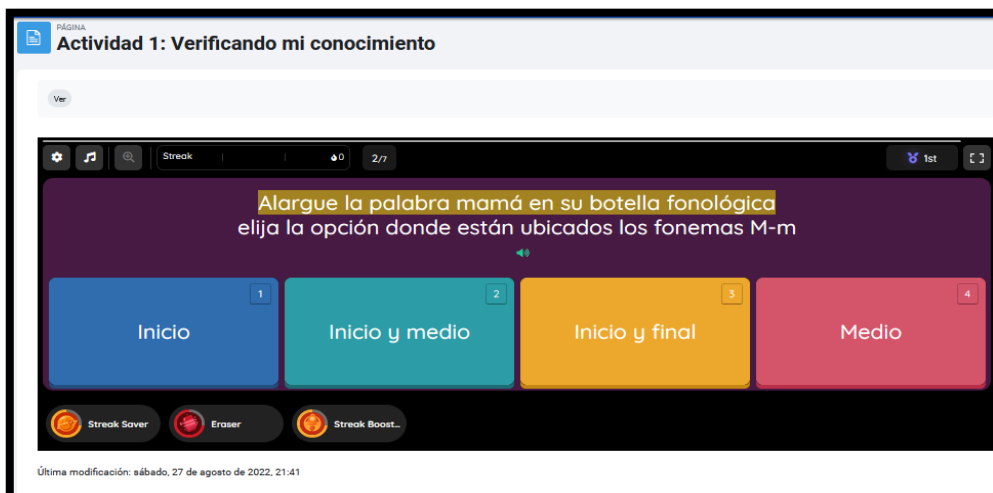 PÁGINA
Actividad 1: Verificando mi conocimiento
Ver
Streak 0 2/7 1st
Alargue la palabra mamá en su botella fonológica
elija la opción donde están ubicados los fonemas M-m
1 2 3 4
Inicio Inicio y medio Inicio y final Medio
Streak Saver Eraser Streak Boost...
Última modificación: sábado, 27 de agosto de 2022, 21:41